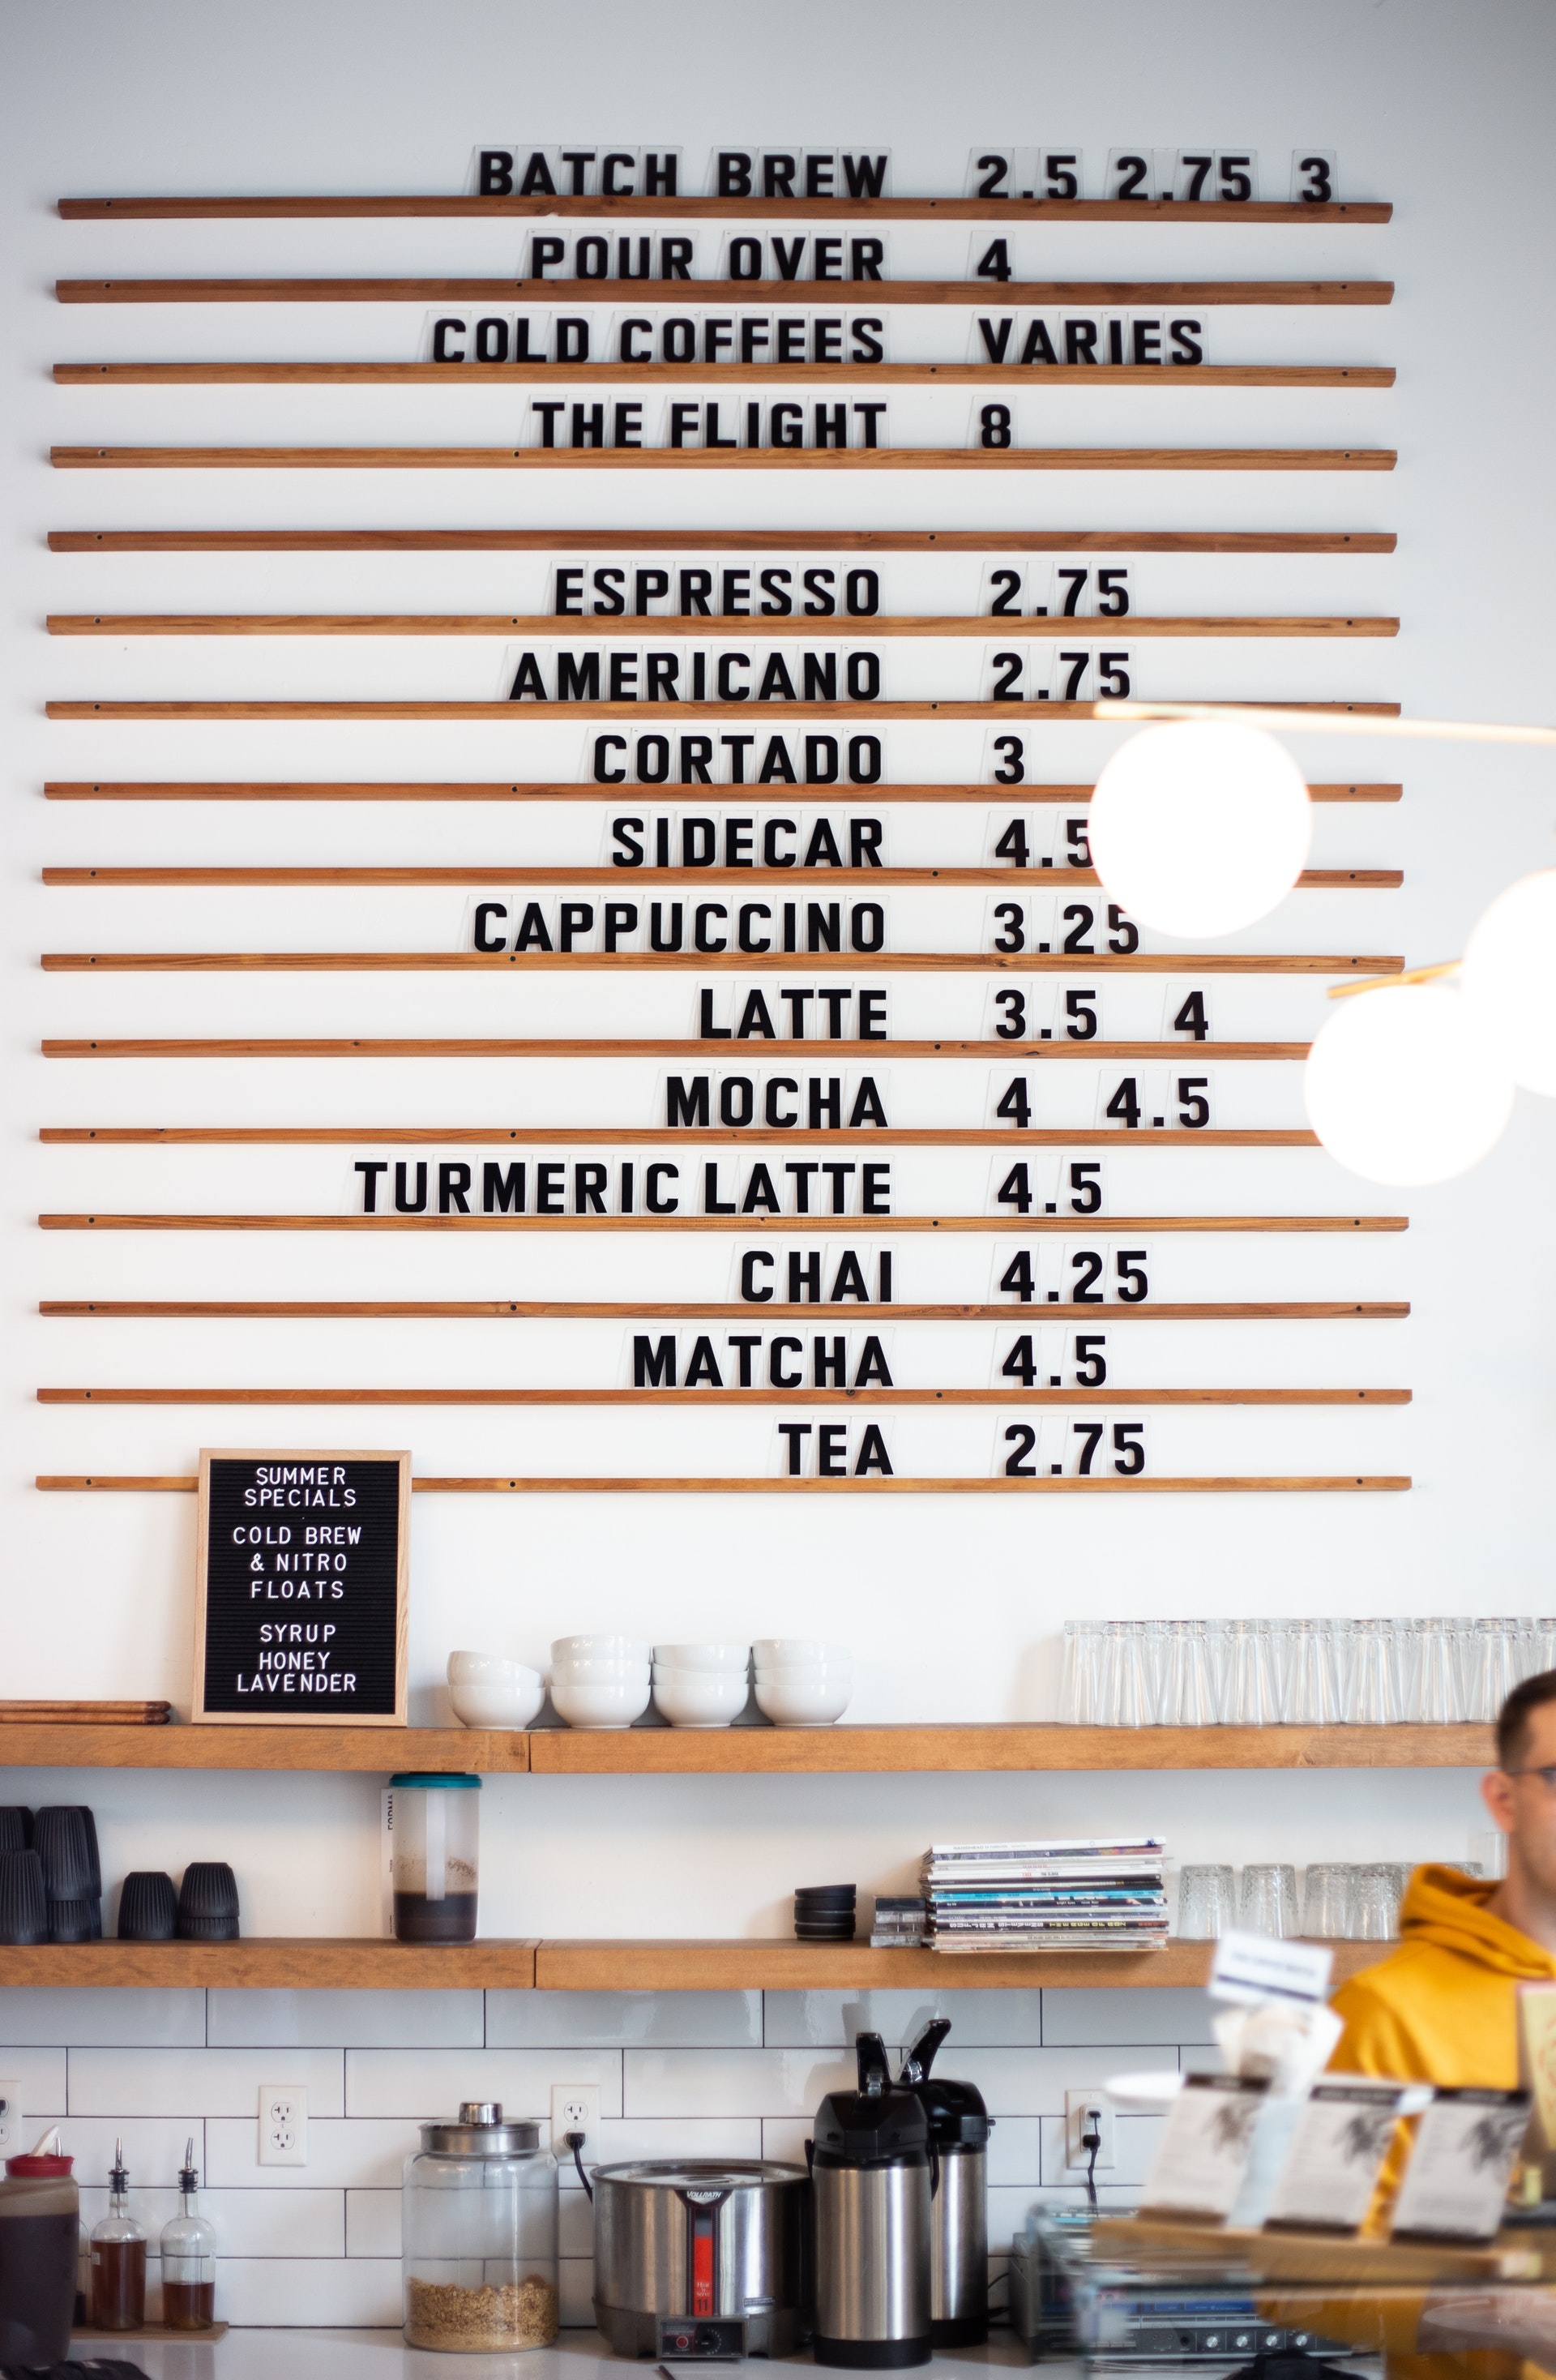 BATCH BREW 2.5 2.75 3
POUR OVER 4
COLD COFFEES VARIES
THE FLIGHT 8
ESPRESSO 2.75
AMERICANO 2.75
CORTADO 3
SIDECAR 4.5
CAPPUCCINO 3.25
LATTE 3.5 4
MOCHA 4 4.5
TURMERIC LATTE 4.5
CHAI 4.25
MATCHA 4.5
TEA 2.75
SUMMER
SPECIALS
COLD BREW
& NITRO
FLOATS
SYRUP
HONEY
LAVENDER
VOLLRATH
11